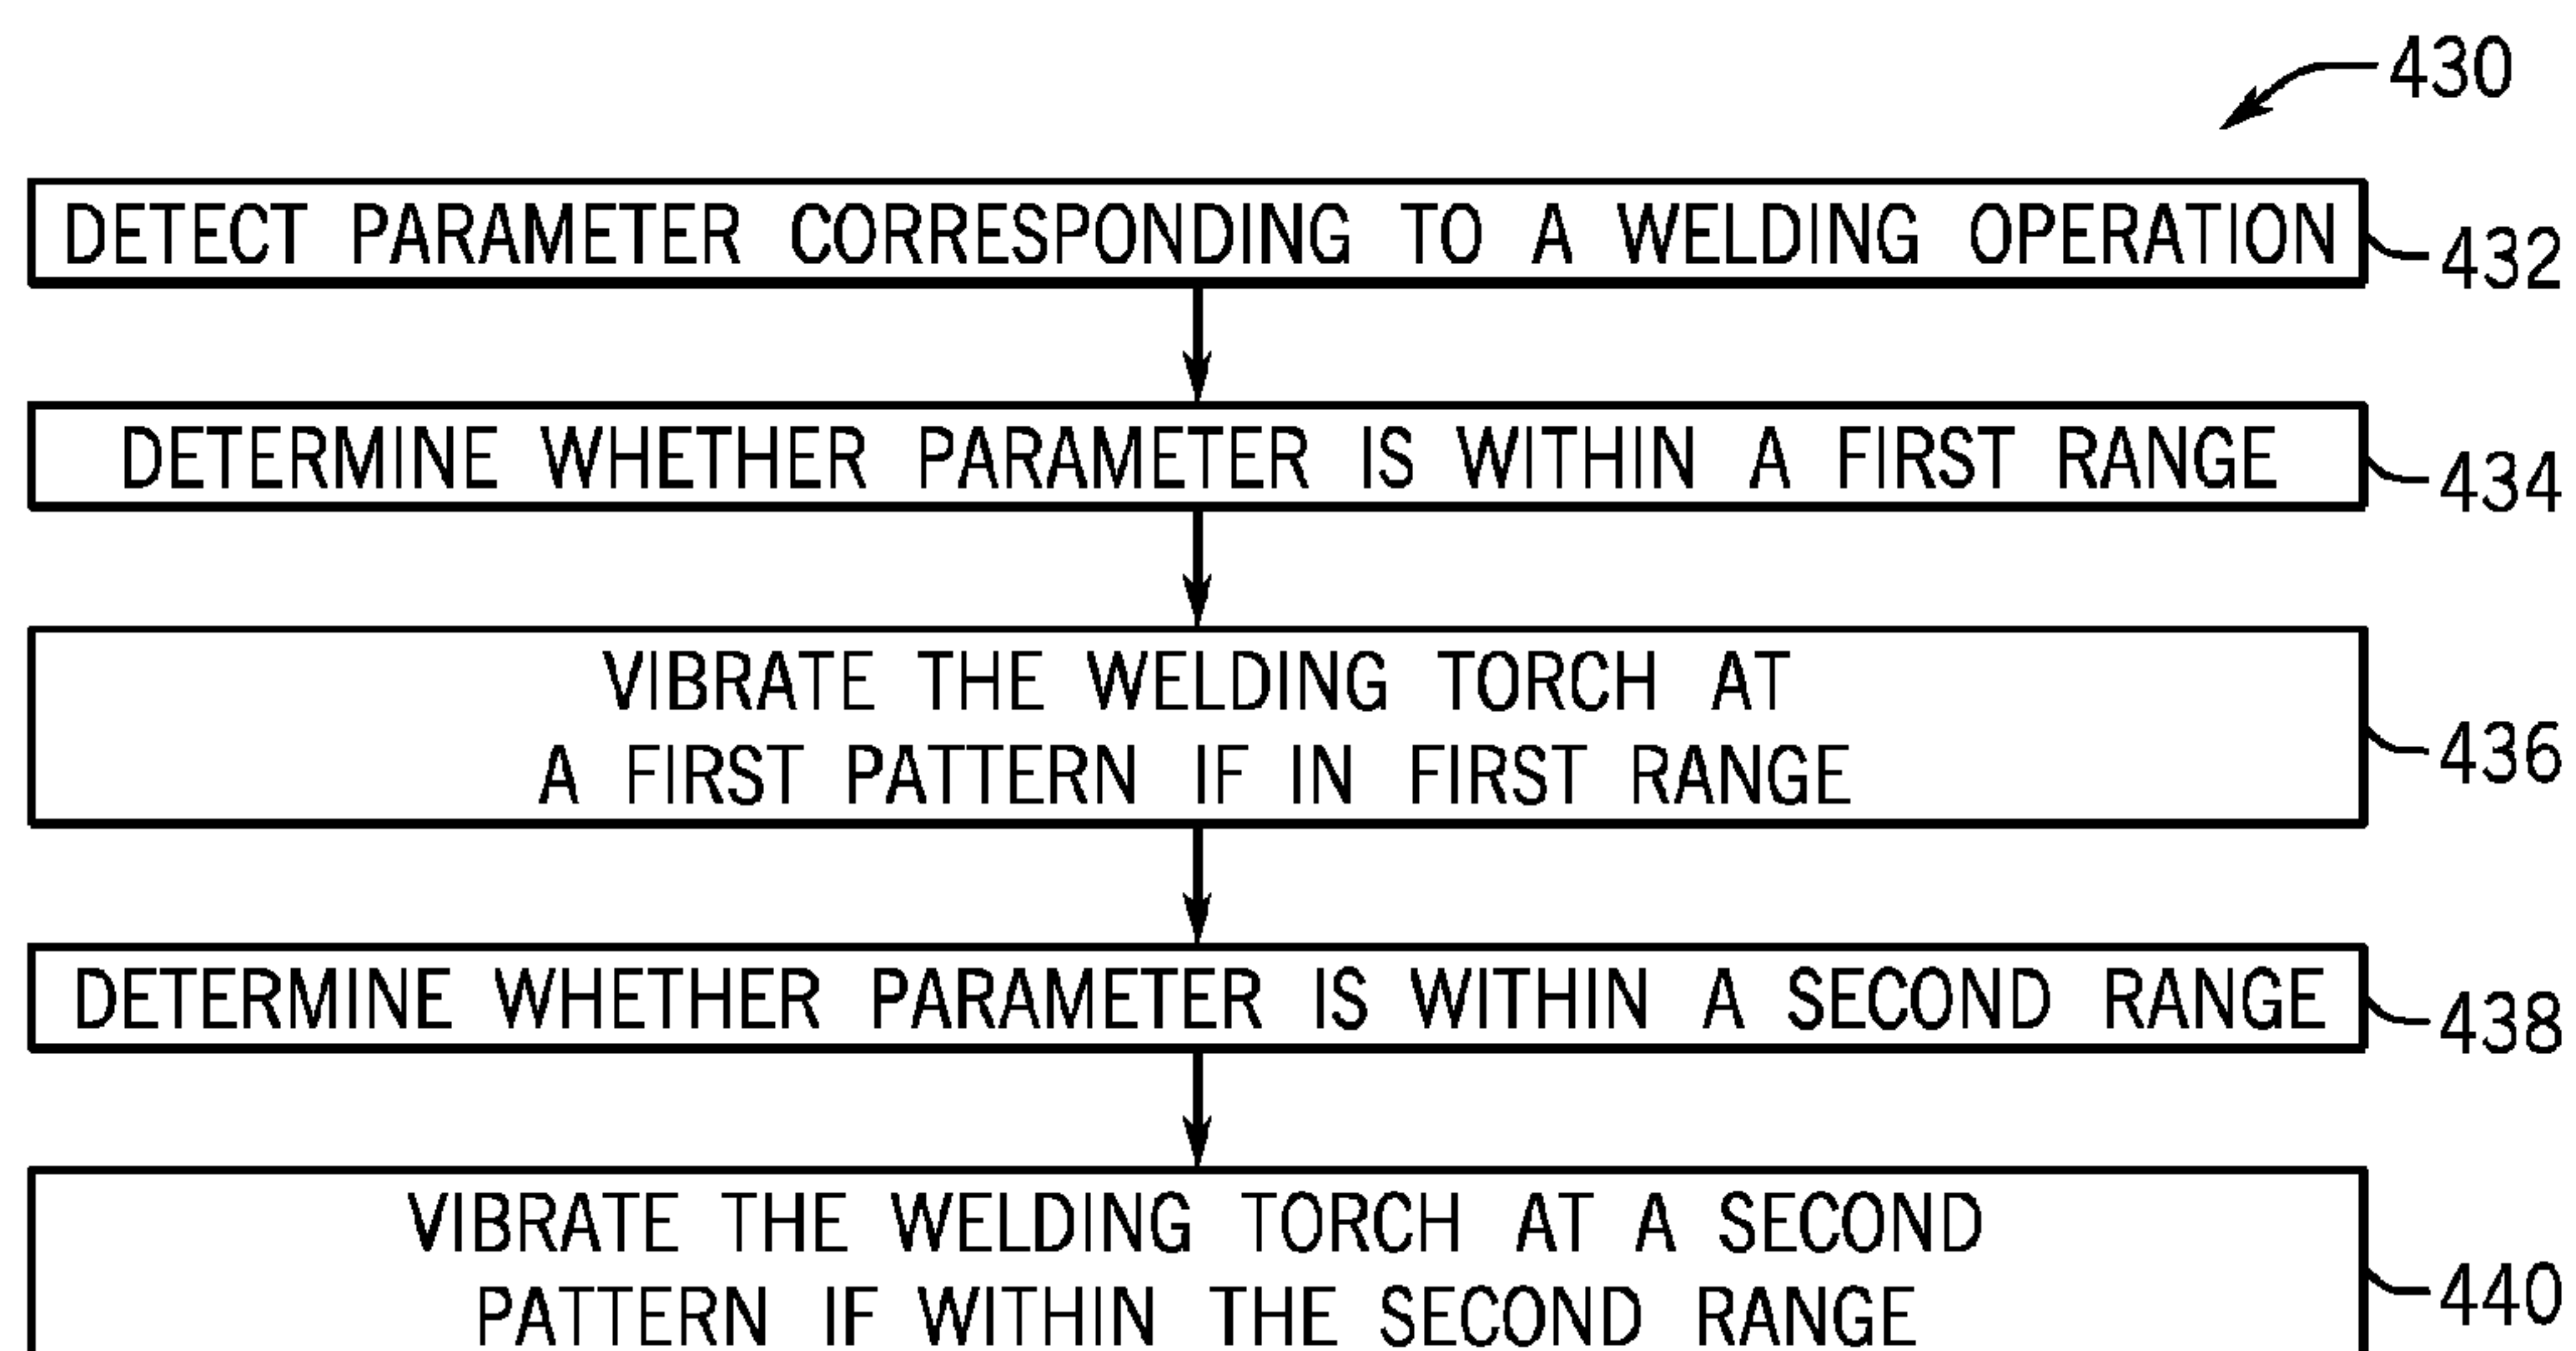 430
DETECT PARAMETER CORRESPONDING TO A WELDING OPERATION
432
DETERMINE WHETHER PARAMETER IS WITHIN A FIRST RANGE
434
VIBRATE THE WELDING TORCH AT
A FIRST PATTERN IF IN FIRST RANGE
436
DETERMINE WHETHER PARAMETER IS WITHIN A SECOND RANGE
438
VIBRATE THE WELDING TORCH AT A SECOND
PATTERN IF WITHIN THE SECOND RANGE
440